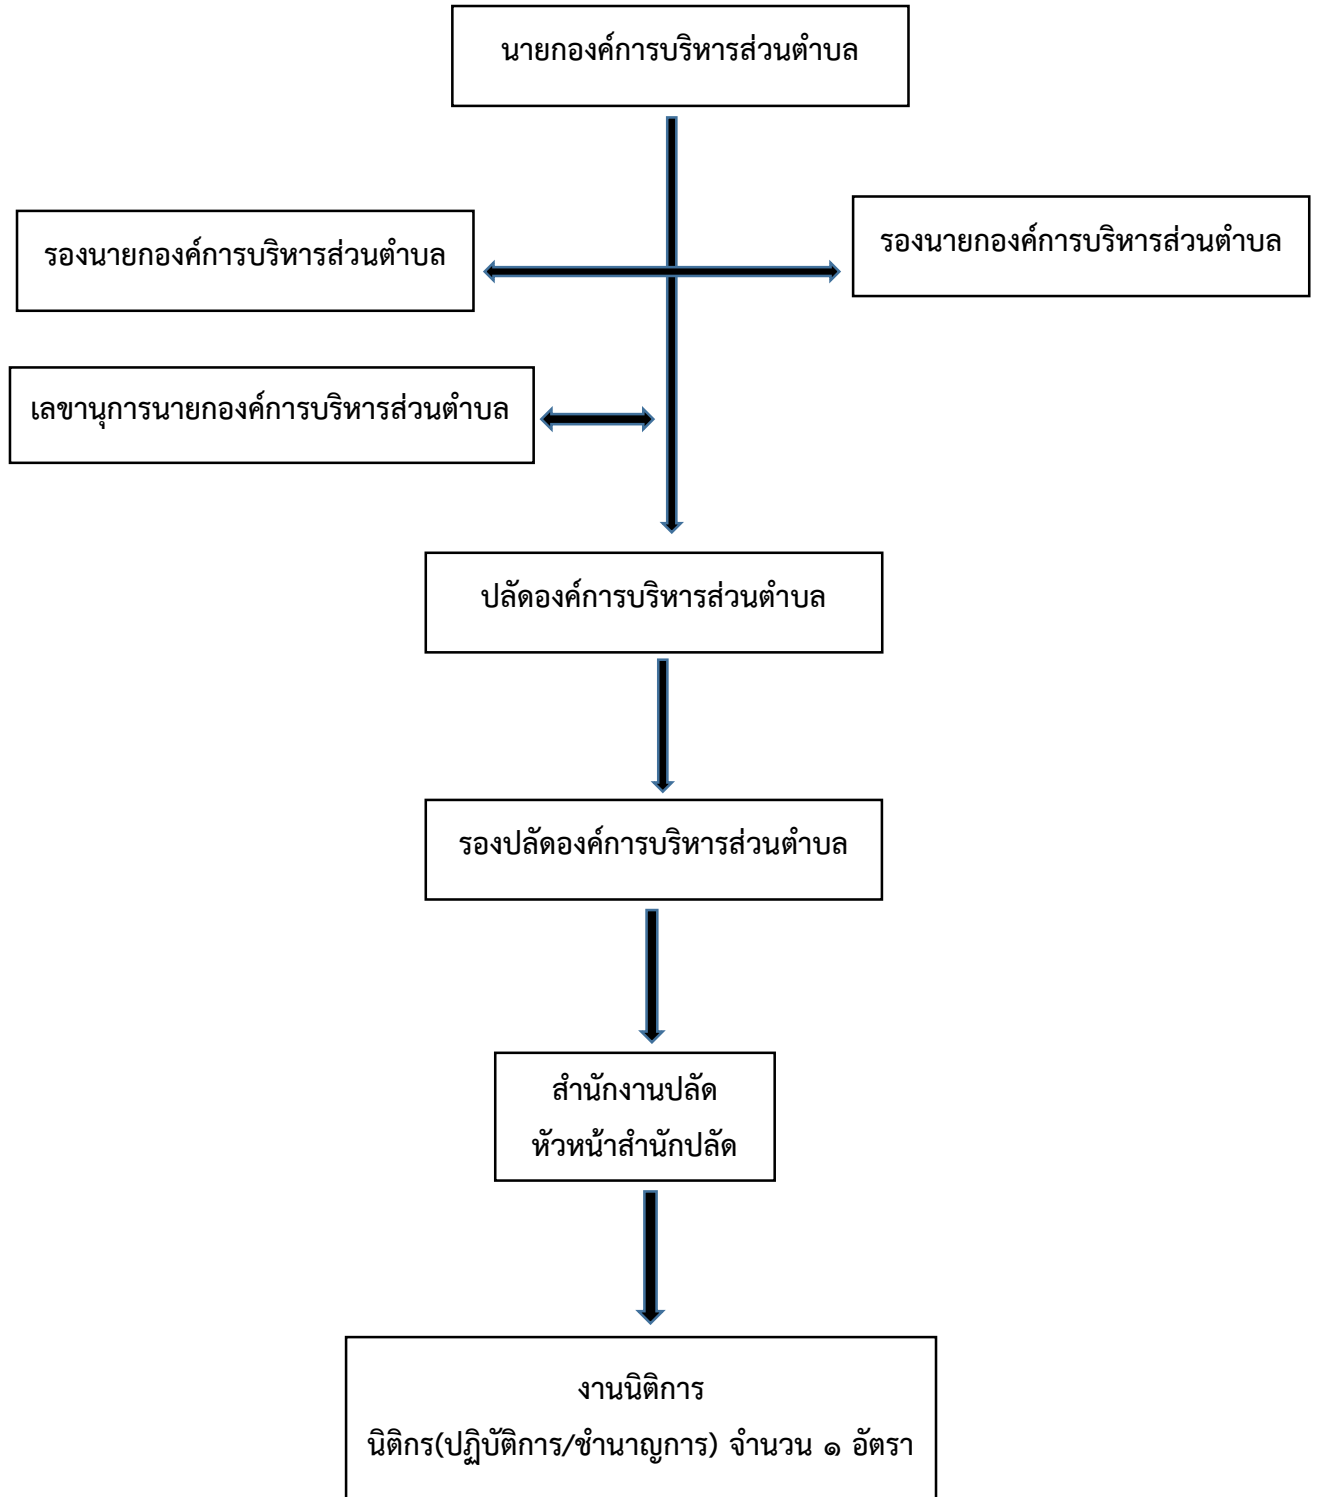 นายกองค์การบริหารส่วนตำบล
รองนายกองค์การบริหารส่วนตำบล
รองนายกองค์การบริหารส่วนตำบล
เลขานุการนายกองค์การบริหารส่วนตำบล
ปลัดองค์การบริหารส่วนตำบล
รองปลัดองค์การบริหารส่วนตำบล
สำนักงานปลัด
หัวหน้าสำนักปลัด
งานนิติการ
นิติกร(ปฏิบัติการ/ชำนาญการ) จำนวน ๑ อัตรา